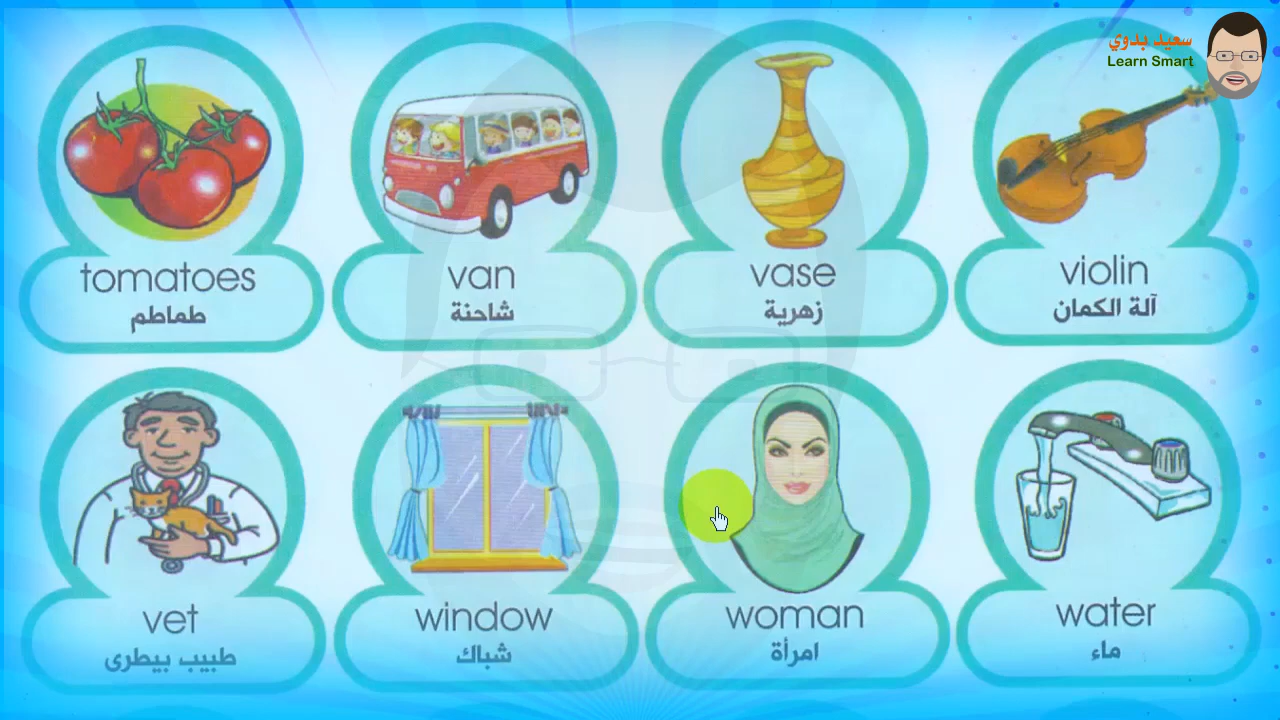 سعيد بدوي
Learn Smart
tomatoes
طماطم
van
شاحنة
vase
زهرية
violin
آلة الكمان
vet
طبيب بيطرى
window
شباك
woman
امرأة
water
ماء